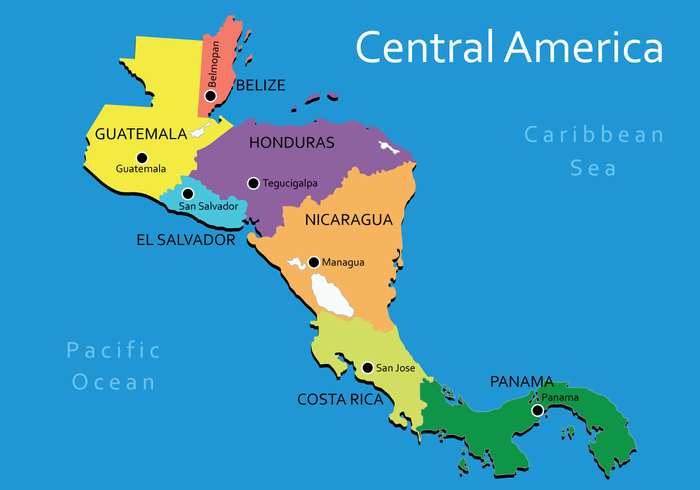 Central America
Belmopan
BELIZE
Caribbean
Sea
GUATEMALA
HONDURAS
Guatemala
Tegucigalpa
San Salvador
NICARAGUA
EL SALVADOR
Managua
Pacific
Ocean
San Jose
PANAMA
COSTA RICA
Panama